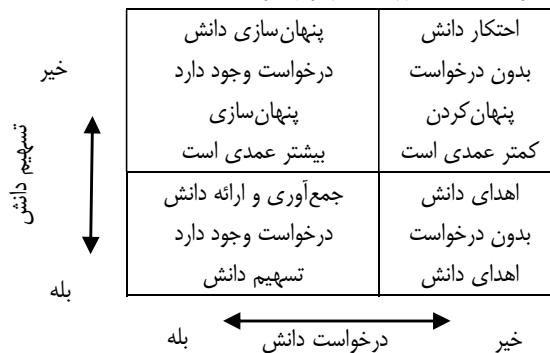 احتکار دانش
بدون درخواست
پنهان‌کردن
کمتر عمدی است
پنهان‌سازی دانش
درخواست وجود دارد
پنهان‌سازی
بیشتر عمدی است
خیر
تسهیم دانش
اهدای دانش
بدون درخواست
اهدای دانش
جمع‌آوری و ارائه دانش
درخواست وجود دارد
تسهیم دانش
بله
خیر
درخواست دانش
بله